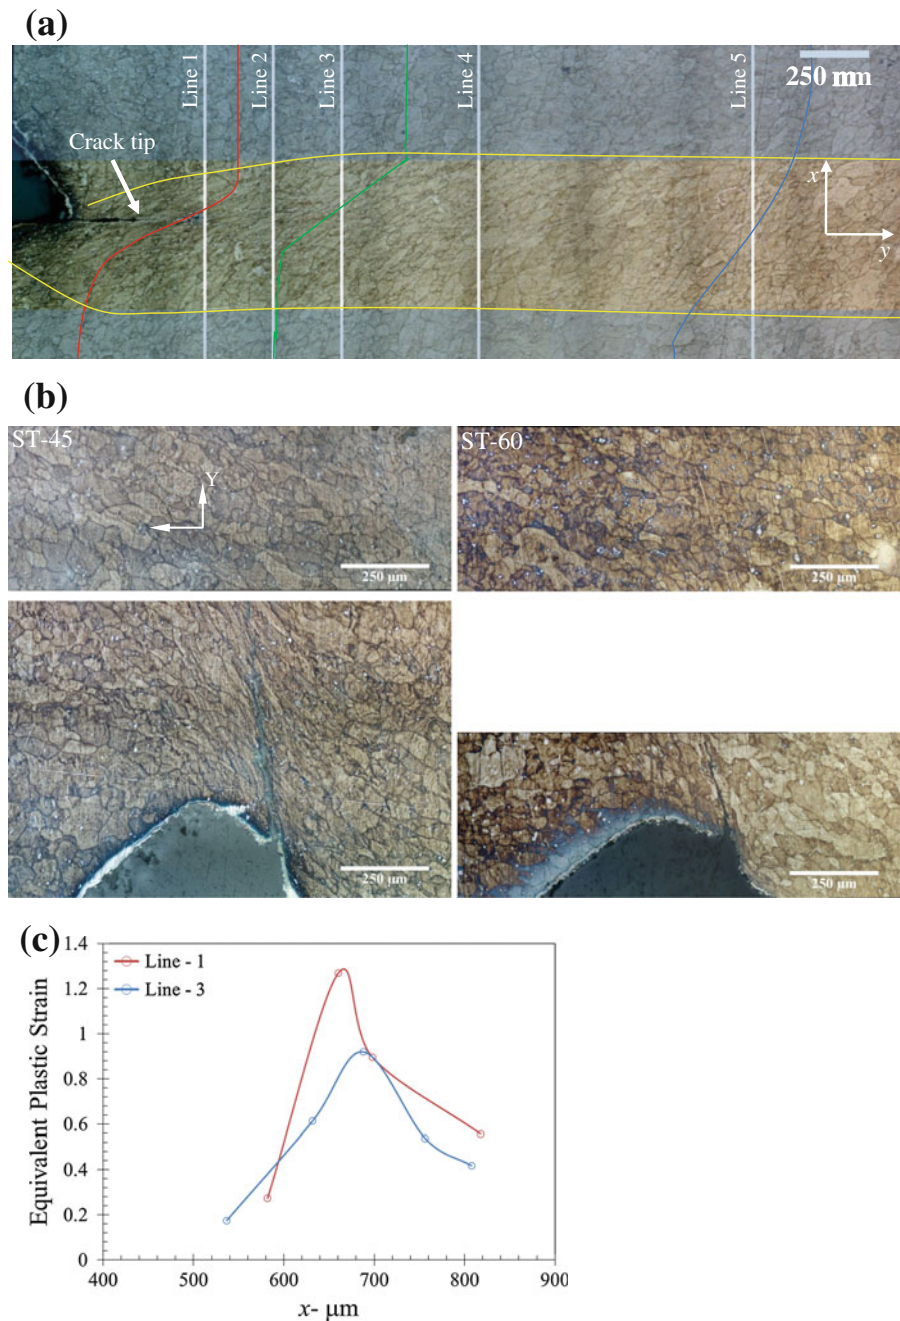 (a)
Line 1
Line 2
Line 3
Line 4
Line 5
250 mm
Crack tip
x
y
(b)
ST-45
Y
250 μm
ST-60
250 μm
250 μm
250 μm
(c)
1.4
1.2
1
0.8
0.6
0.4
0.2
0
Line - 1
Line - 3
Equivalent Plastic Strain
400 500 600 700 800 900
x- μm